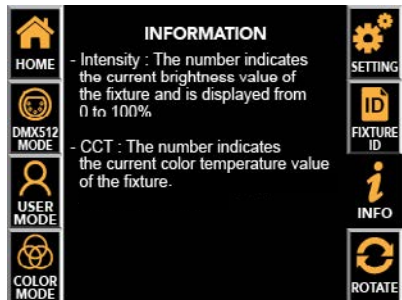 INFORMATION
HOME
- Intensity : The number indicates
the current brightness value of
the fixture and is displayed from
0 to 100%
SETTING
DMX512
MODE
- CCT : The number indicates
the current color temperature value
of the fixture.
ID
FIXTURE
ID
USER
MODE
i
INFO
COLOR
MODE
ROTATE